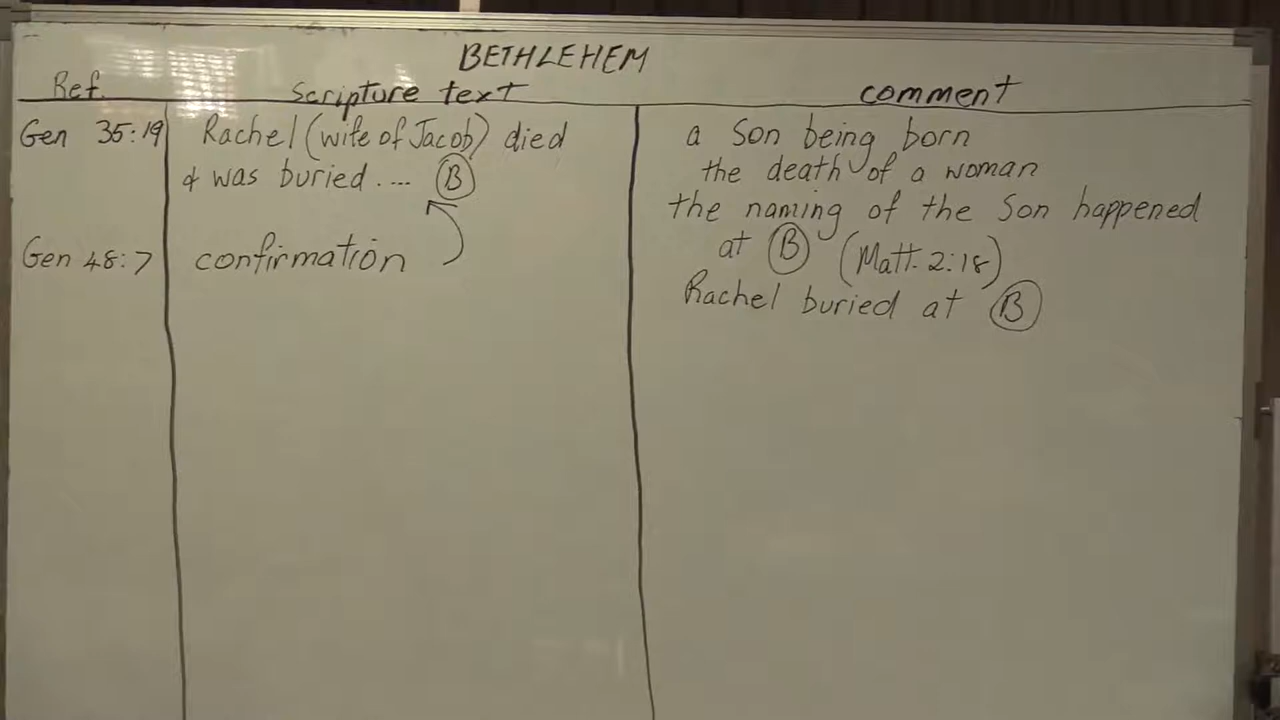 BETHLEHEM
Ref. Scripture text comment
Gen 35:19 Rachel (wife of Jacob) died a Son being born
& was buried .... B the death of a woman
the naming of the Son happened
Gen 48:7 confirmation at B (Matt. 2:18)
Rachel buried at B